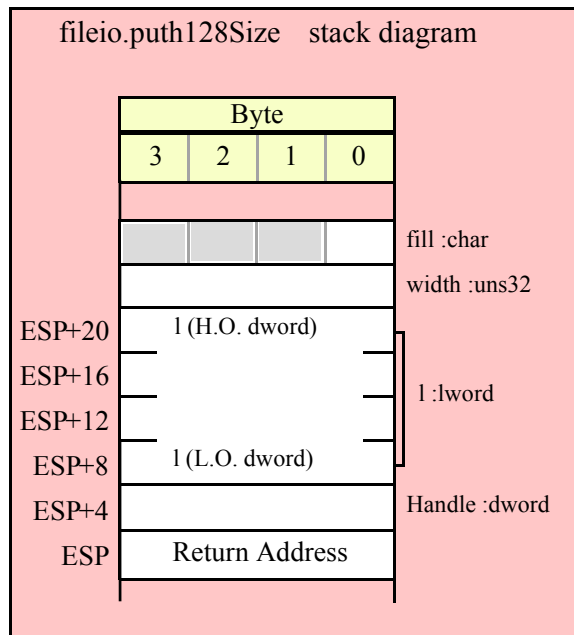 fileio.puth128Size stack diagram
Byte
3 2 1 0
fill :char
width :uns32
ESP+20 l (H.O. dword)
ESP+16
l :lword
ESP+12
ESP+8 l (L.O. dword)
ESP+4 Handle :dword
ESP Return Address